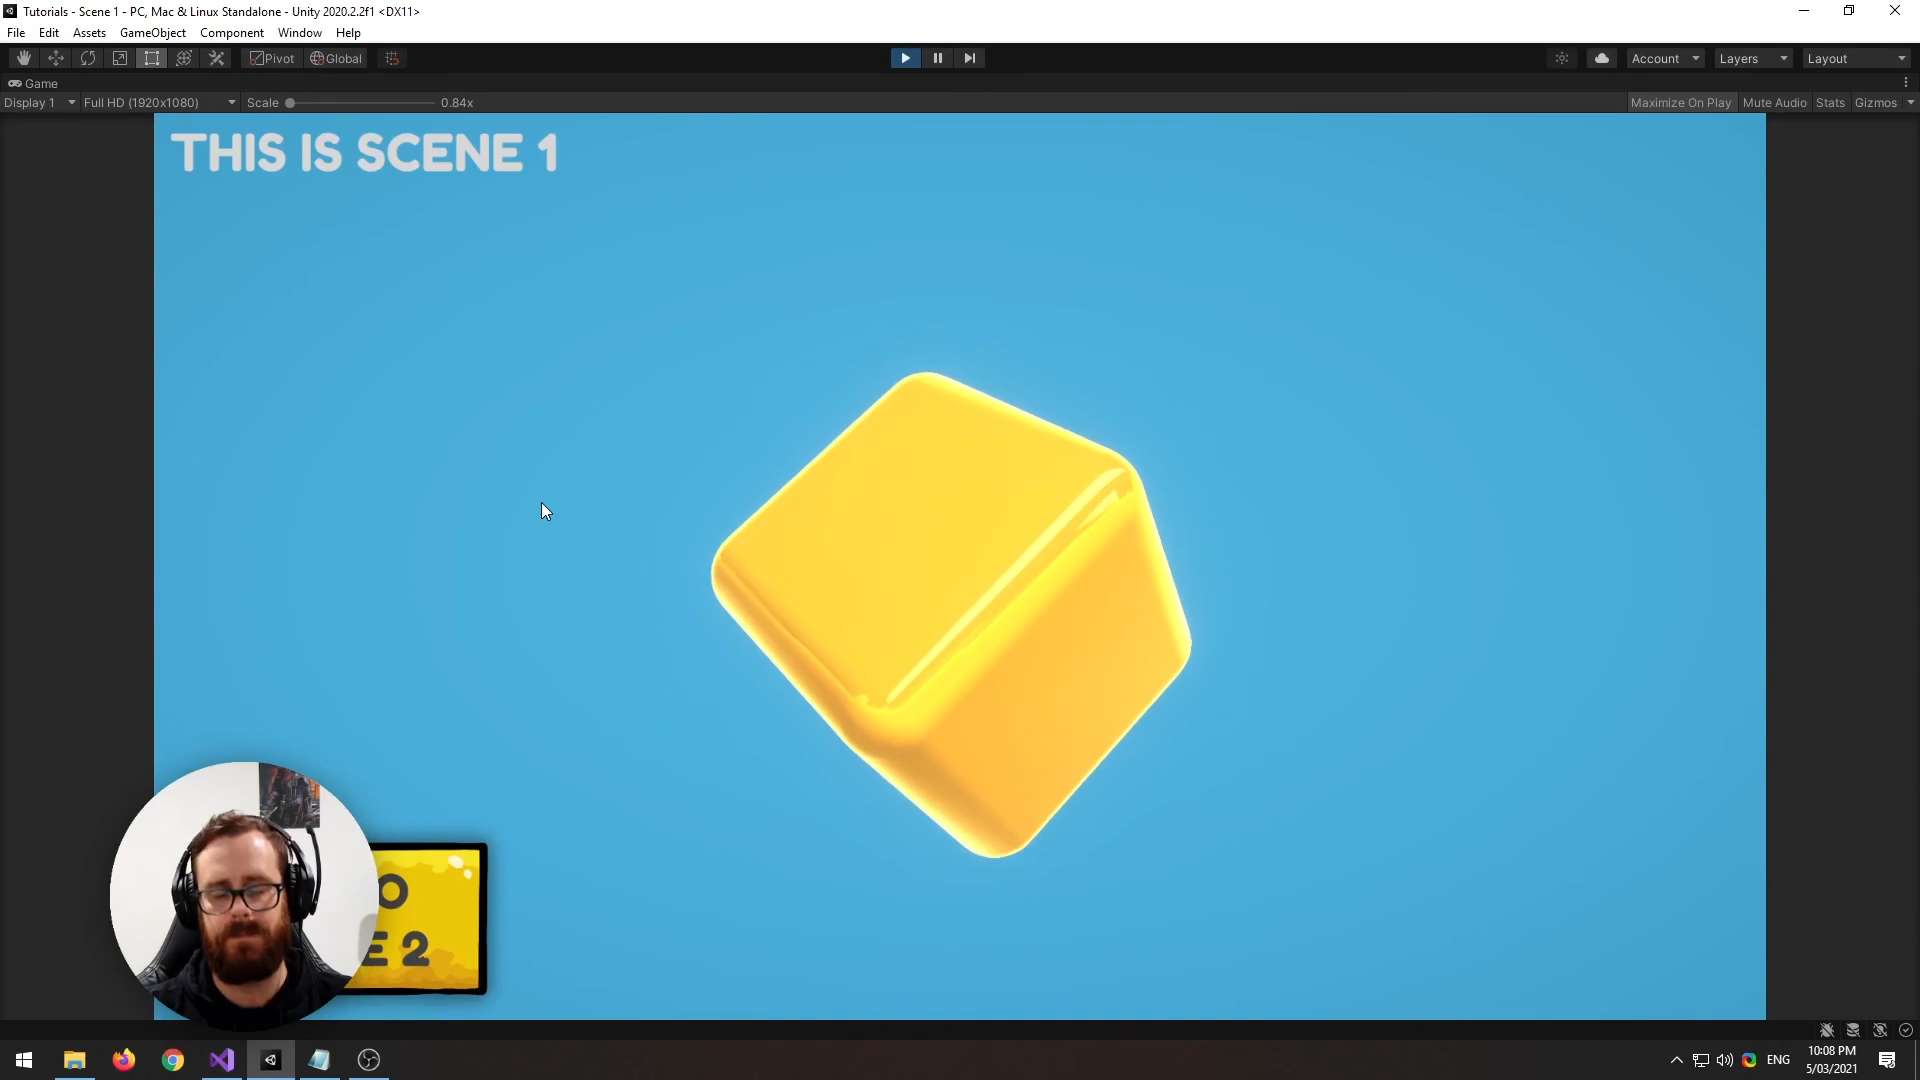 Tutorials - Scene 1 - PC, Mac & Linux Standalone - Unity 2020.2.2f1 <DX11>
File Edit Assets GameObject Component Window Help
Pivot Global Account Layers Layout
Game
Display 1 Full HD (1920x1080) Scale 0.84x Maximize On Play Mute Audio Stats Gizmos
THIS IS SCENE 1
O
E 2
ENG
10:08 PM
5/03/2021